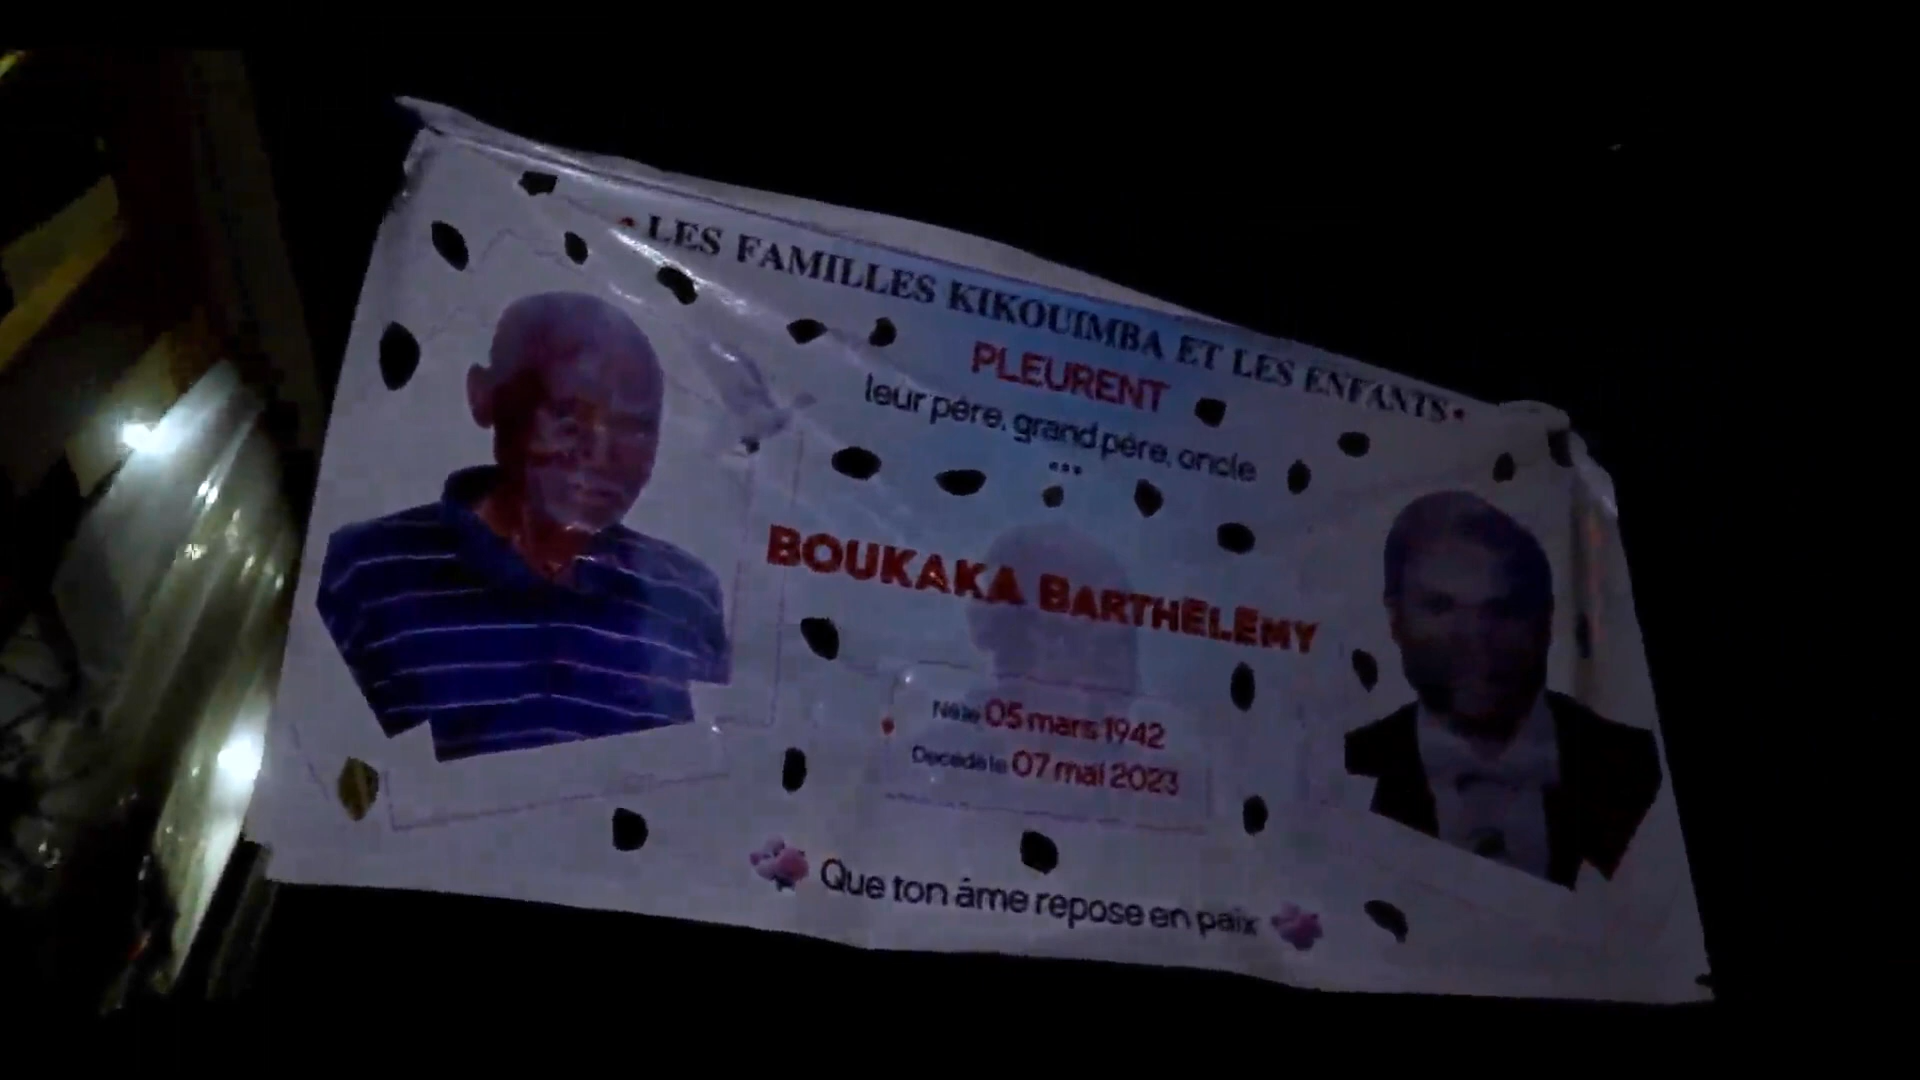 • LES FAMILLES KIKOUIMBA ET LES ENFANTS •
PLEURENT
leur père, grand père, oncle
...
BOUKAKA BARTHÉLEMY
Né le 05 mars 1942
Décédé le 07 mai 2023
Que ton âme repose en paix